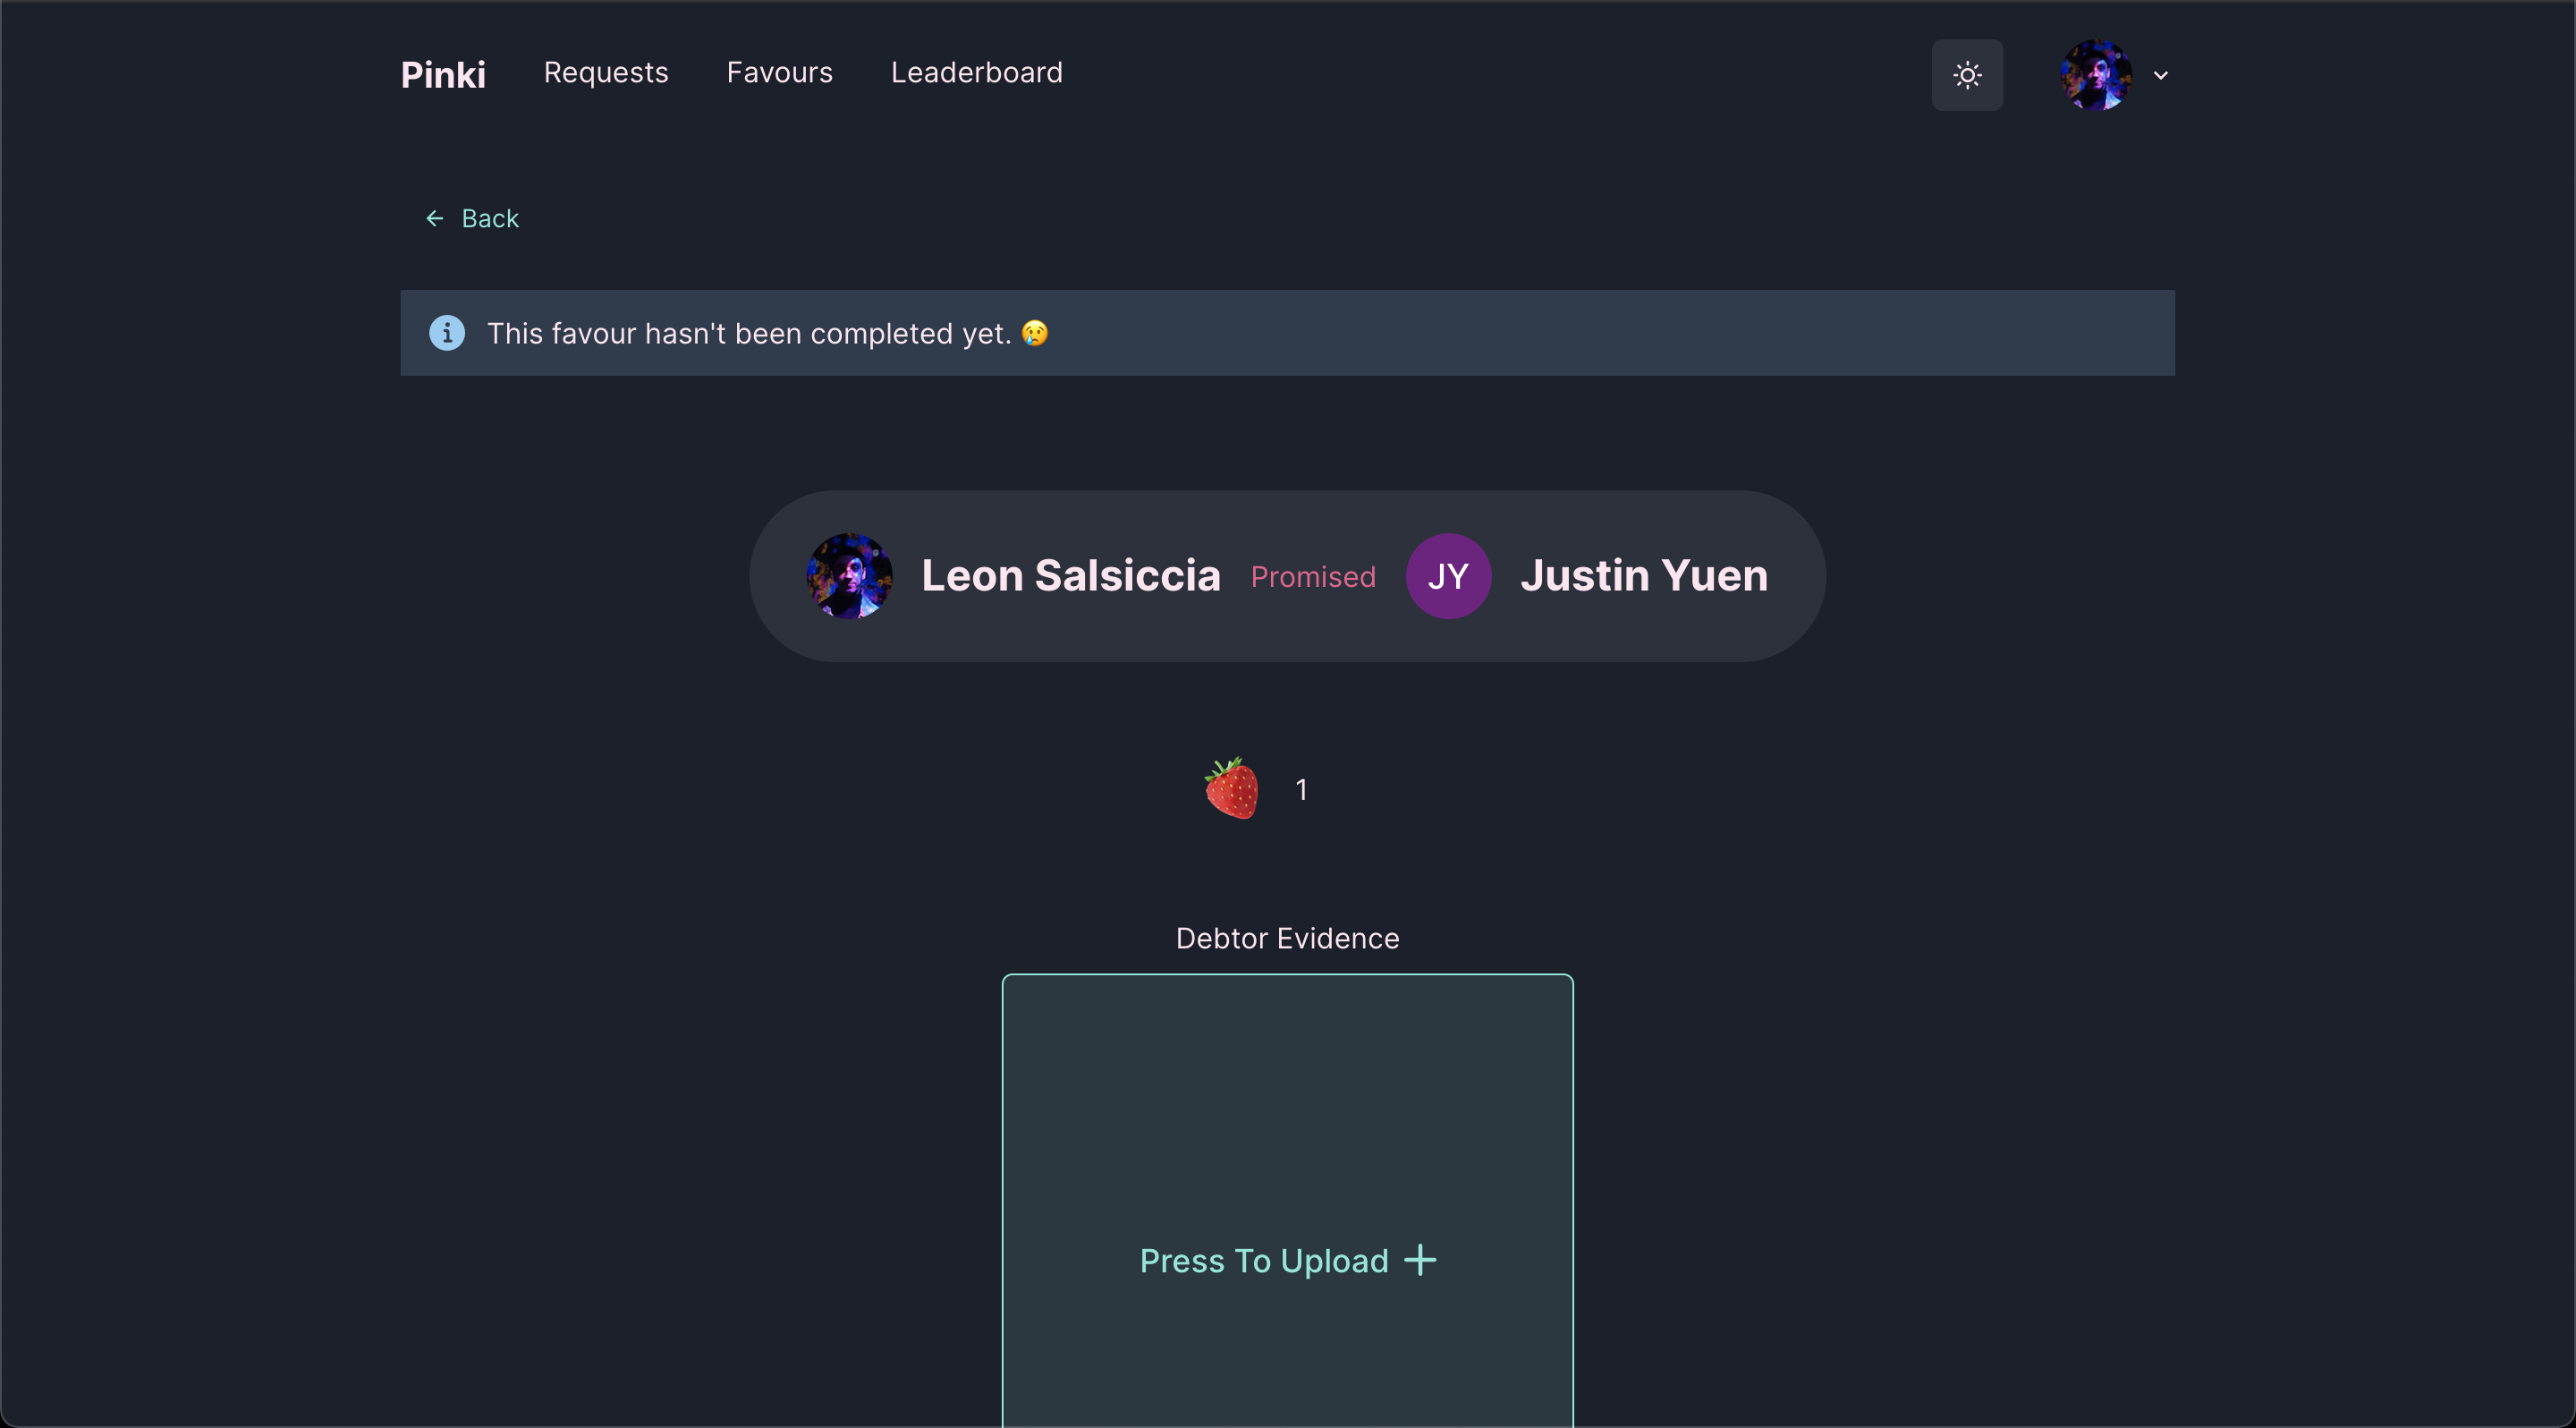 Pinki Requests Favours Leaderboard
Back
This favour hasn't been completed yet. 😢
Leon Salsiccia Promised JY Justin Yuen
1
Debtor Evidence
Press To Upload